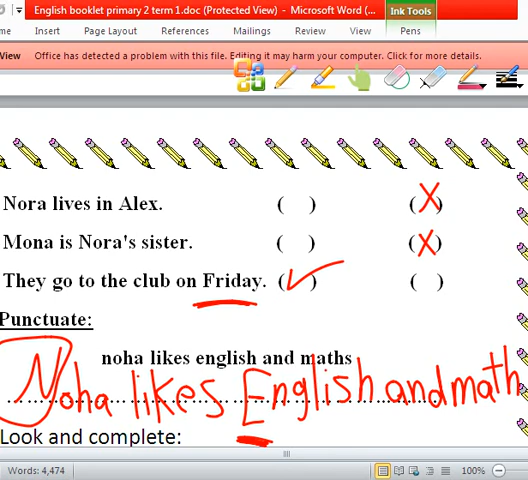 English booklet primary 2 term 1.doc (Protected View) - Microsoft Word (...
Ink Tools
Insert Page Layout References Mailings Review View Pens
View Office has detected a problem with this file. Editing it may harm your computer. Click for more details.
Nora lives in Alex. ( ) (X)
Mona is Nora's sister. ( ) (X)
They go to the club on Friday. (✓) ( )
Punctuate:
noha likes english and maths
Noha likes English and math
Look and complete:
Words: 4,474 100%